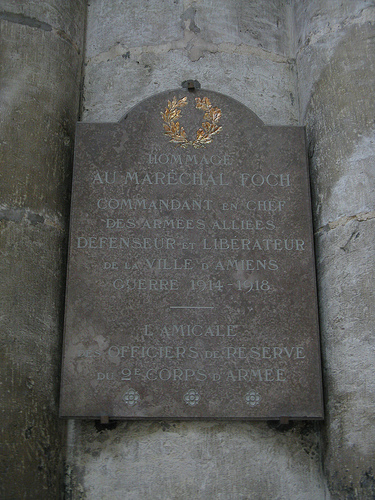 HOMMAGE
AU MARÉCHAL FOCH
COMMANDANT EN CHEF
DES ARMÉES ALLIÉES
DÉFENSEUR ET LIBÉRATEUR
DE LA VILLE D'AMIENS
GUERRE 1914-1918
L'AMICALE
DES OFFICIERS DE RÉSERVE
DU 2E CORPS D'ARMÉE